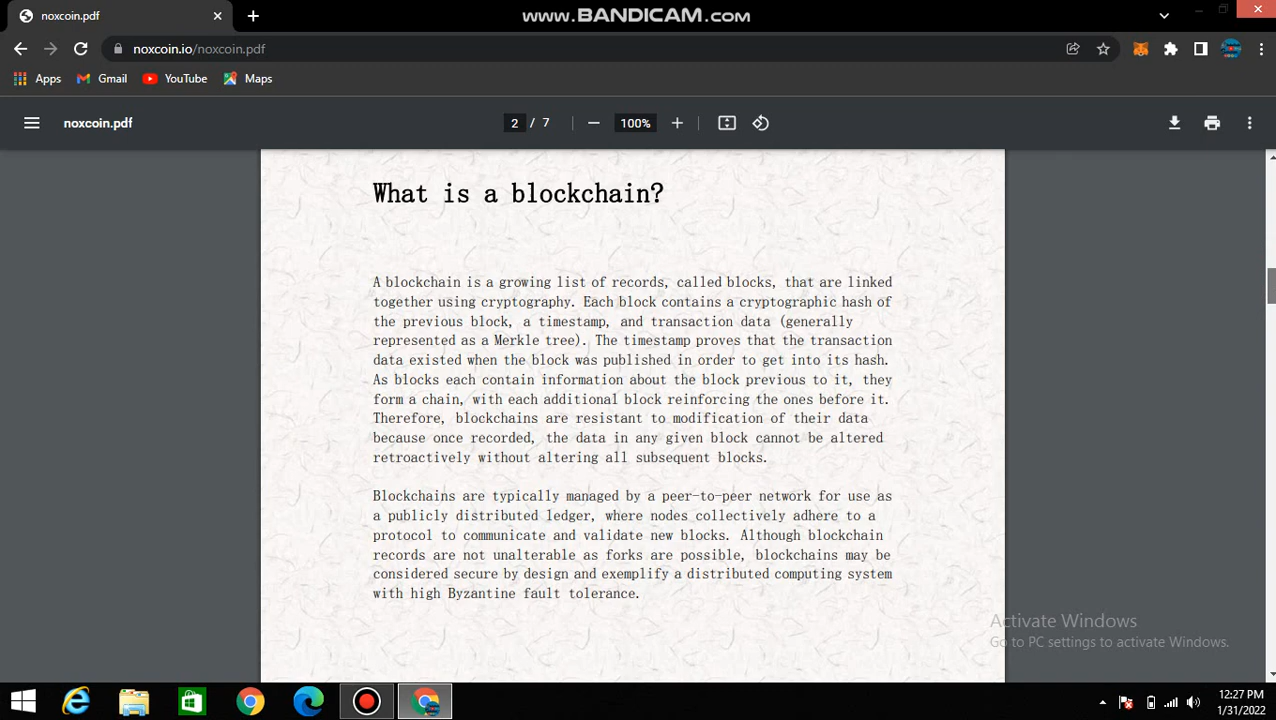 noxcoin.pdf
www.BANDICAM.com
noxcoin.io/noxcoin.pdf
Apps
Gmail
YouTube
Maps
noxcoin.pdf
2 / 7
100%
What is a blockchain?
A blockchain is a growing list of records, called blocks, that are linked
together using cryptography. Each block contains a cryptographic hash of
the previous block, a timestamp, and transaction data (generally
represented as a Merkle tree). The timestamp proves that the transaction
data existed when the block was published in order to get into its hash.
As blocks each contain information about the block previous to it, they
form a chain, with each additional block reinforcing the ones before it.
Therefore, blockchains are resistant to modification of their data
because once recorded, the data in any given block cannot be altered
retroactively without altering all subsequent blocks.
Blockchains are typically managed by a peer-to-peer network for use as
a publicly distributed ledger, where nodes collectively adhere to a
protocol to communicate and validate new blocks. Although blockchain
records are not unalterable as forks are possible, blockchains may be
considered secure by design and exemplify a distributed computing system
with high Byzantine fault tolerance.
Activate Windows
Go to PC settings to activate Windows.
12:27 PM
1/31/2022